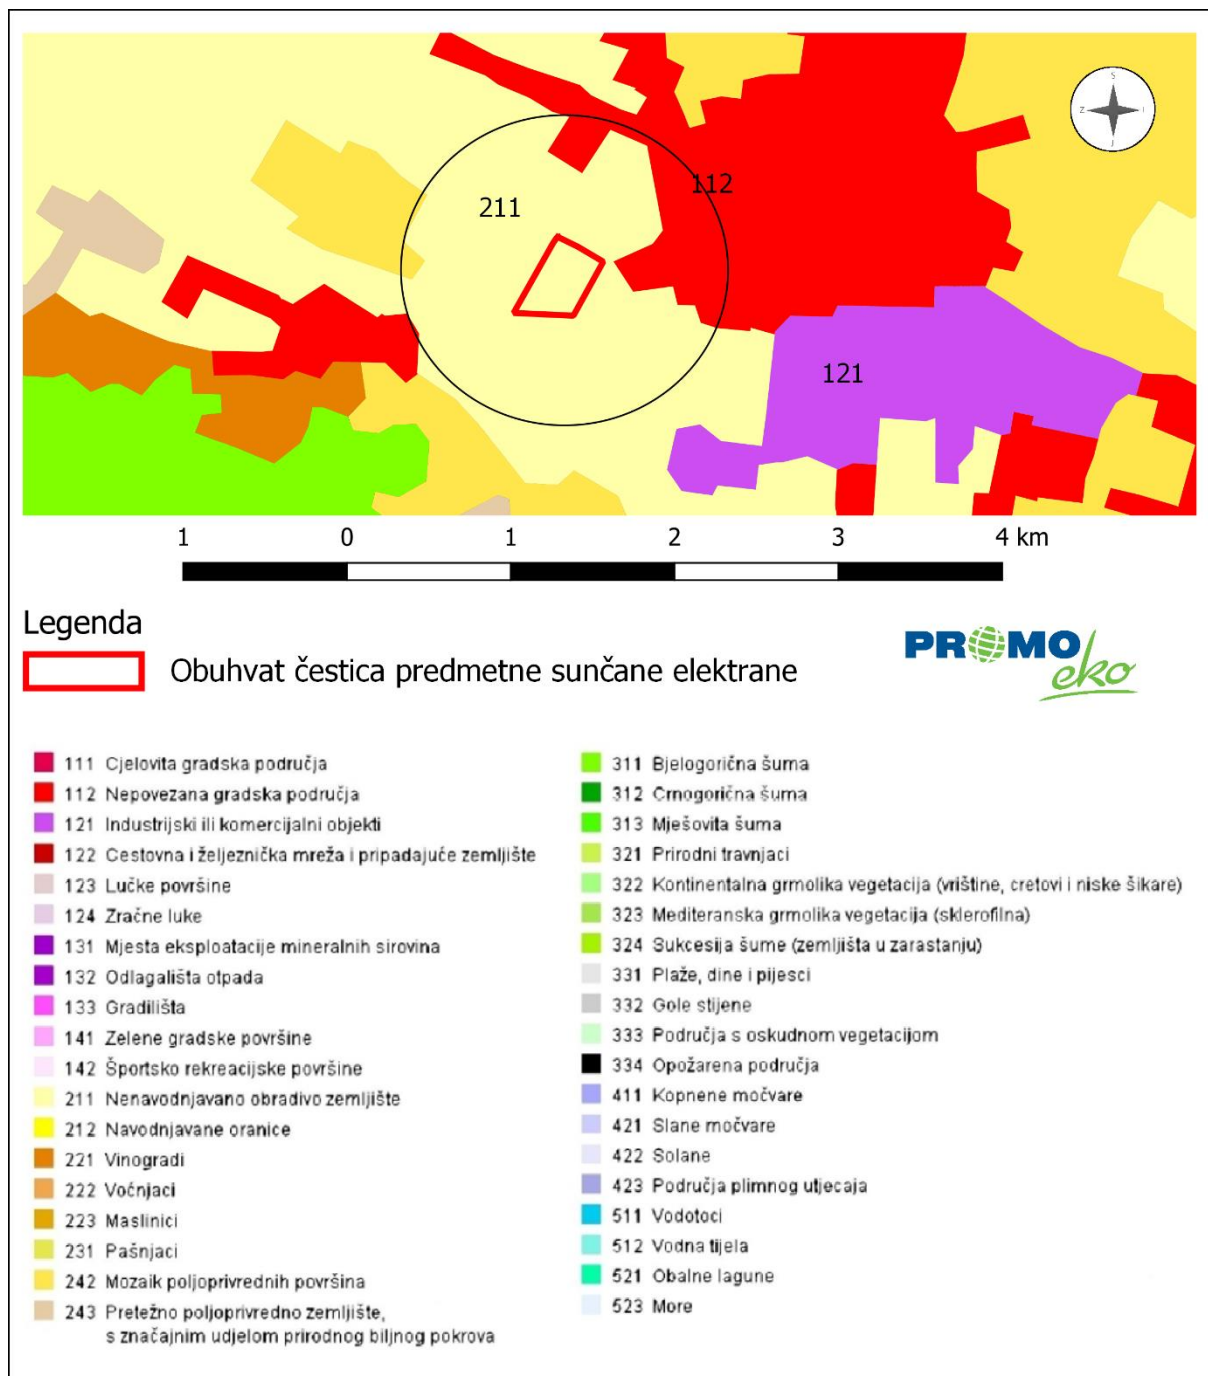 S
Z
I
J
112
211
121
1 0 1 2 3 4 km
Legenda
Obuhvat čestica predmetne sunčane elektrane
PROMO
eko
111 Cjelovita gradska područja
112 Nepovezana gradska područja
121 Industrijski ili komercijalni objekti
122 Cestovna i željeznička mreža i pripadajuće zemljište
123 Lučke površine
124 Zračne luke
131 Mjesta eksploatacije mineralnih sirovina
132 Odlagališta otpada
133 Gradilišta
141 Zelene gradske površine
142 Športsko rekreacijske površine
211 Nenavodnjavano obradivo zemljište
212 Navodnjavane oranice
221 Vinogradi
222 Voćnjaci
223 Maslinici
231 Pašnjaci
242 Mozaik poljoprivrednih površina
243 Pretežno poljoprivredno zemljište,
s značajnim udjelom prirodnog biljnog pokrova
311 Bjelogorična šuma
312 Crnogorična šuma
313 Mješovita šuma
321 Prirodni travnjaci
322 Kontinentalna grmolika vegetacija (vrištine, cretovi i niske šikare)
323 Mediteranska grmolika vegetacija (sklerofilna)
324 Sukcesija šume (zemljišta u zarastanju)
331 Plaže, dine i pijesci
332 Gole stijene
333 Područja s oskudnom vegetacijom
334 Opožarena područja
411 Kopnene močvare
421 Slane močvare
422 Solane
423 Područja plimnog utjecaja
511 Vodotoci
512 Vodna tijela
521 Obalne lagune
523 More